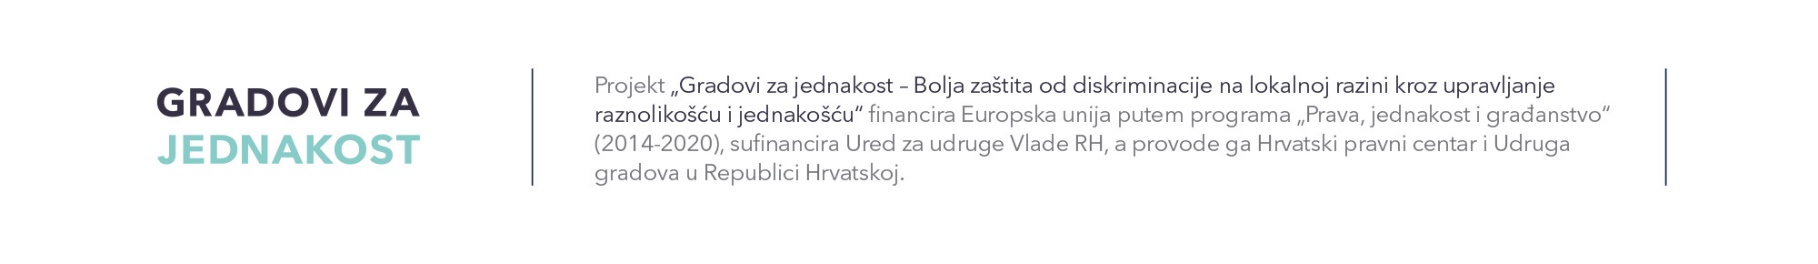 GRADOVI ZA
JEDNAKOST
Projekt „Gradovi za jednakost – Bolja zaštita od diskriminacije na lokalnoj razini kroz upravljanje
raznolikošću i jednakošću“ financira Europska unija putem programa „Prava, jednakost i građanstvo“
(2014-2020), sufinancira Ured za udruge Vlade RH, a provode ga Hrvatski pravni centar i Udruga
gradova u Republici Hrvatskoj.